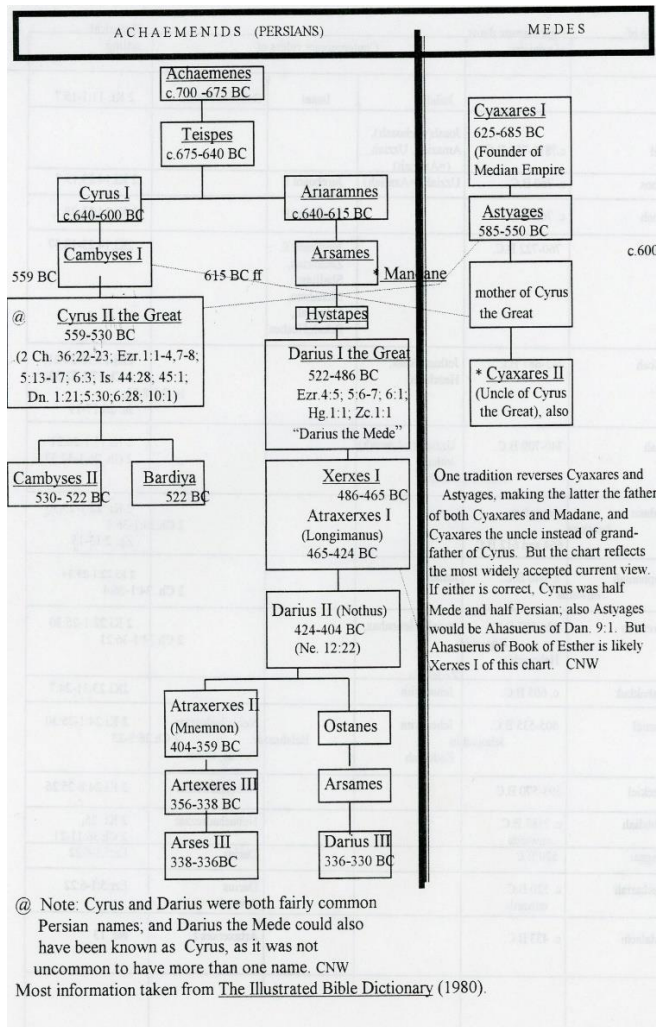 ACHAEMENIDS (PERSIANS)
MEDES
Achaemenes
c.700 -675 BC
Teispes
c.675-640 BC
Cyrus I
c.640-600 BC
Ariaramnes
c.640-615 BC
Cambyses I
559 BC
Arsames
615 BC ff
* Mandane
@
Cyrus II the Great
559-530 BC
(2 Ch. 36:22-23; Ezr.1:1-4,7-8;
5:13-17; 6:3; Is. 44:28; 45:1;
Dn. 1:21;5:30;6:28; 10:1)
Hystapes
Darius I the Great
522-486 BC
Ezr.4:5; 5:6-7; 6:1;
Hg.1:1; Zc.1:1
“Darius the Mede”
Cambyses II
530- 522 BC
Bardiya
522 BC
Xerxes I
486-465 BC
Atraxerxes I
(Longimanus)
465-424 BC
Darius II (Nothus)
424-404 BC
(Ne. 12:22)
Atraxerxes II
(Mnemnon)
404-359 BC
Ostanes
Artexeres III
356-338 BC
Arsames
Arses III
338-336BC
Darius III
336-330 BC
Cyaxares I
625-685 BC
(Founder of
Median Empire
Astyages
585-550 BC
c.600
mother of Cyrus
the Great
* Cyaxares II
(Uncle of Cyrus
the Great), also
One tradition reverses Cyaxares and
Astyages, making the latter the father
of both Cyaxares and Madane, and
Cyaxares the uncle instead of grand-
father of Cyrus. But the chart reflects
the most widely accepted current view.
If either is correct, Cyrus was half
Mede and half Persian; also Astyages
would be Ahasuerus of Dan. 9:1. But
Ahasuerus of Book of Esther is likely
Xerxes I of this chart. CNW
@ Note: Cyrus and Darius were both fairly common
Persian names; and Darius the Mede could also
have been known as Cyrus, as it was not
uncommon to have more than one name. CNW
Most information taken from The Illustrated Bible Dictionary (1980).